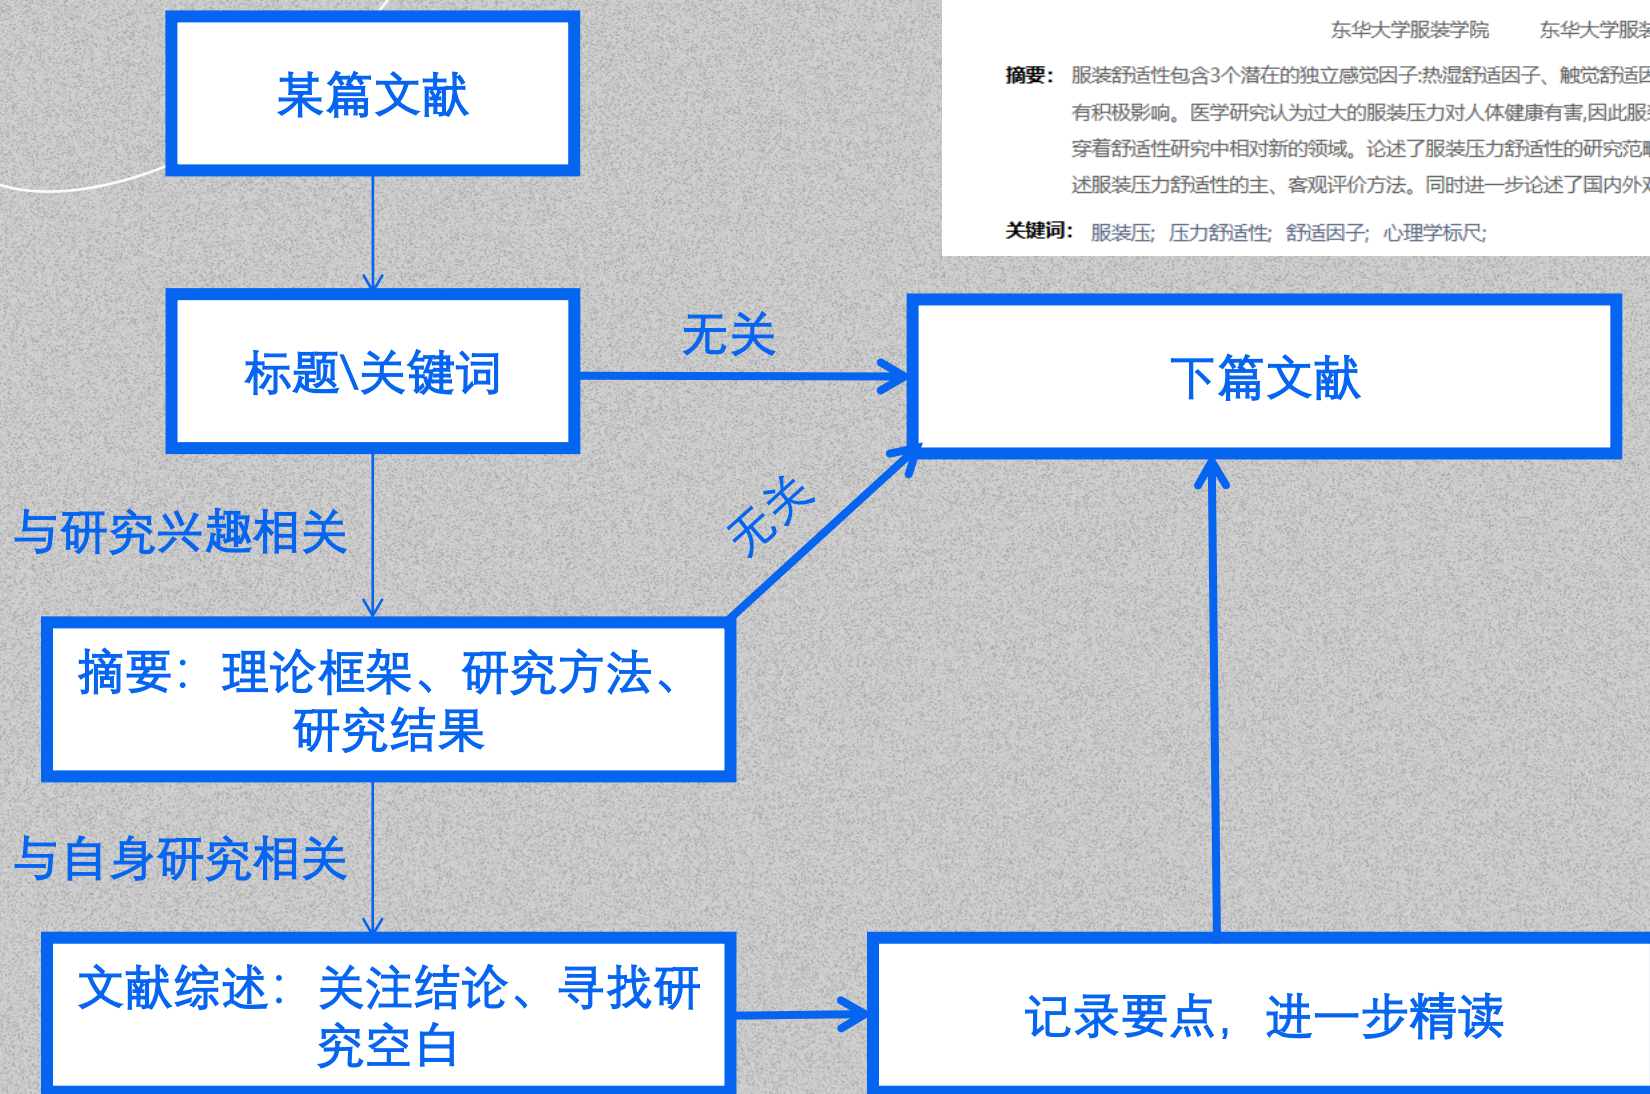 某篇文献
东华大学服装学院 东华大学服装
摘要： 服装舒适性包含3个潜在的独立感觉因子:热湿舒适因子、触觉舒适因
有积极影响。医学研究认为过大的服装压力对人体健康有害,因此服装
穿着舒适性研究中相对新的领域。论述了服装压力舒适性的研究范畴
述服装压力舒适性的主、客观评价方法。同时进一步论述了国内外对
关键词： 服装压; 压力舒适性; 舒适因子; 心理学标尺;
标题\关键词
无关
下篇文献
与研究兴趣相关
无关
摘要：理论框架、研究方法、
研究结果
与自身研究相关
文献综述：关注结论、寻找研
究空白
记录要点，进一步精读